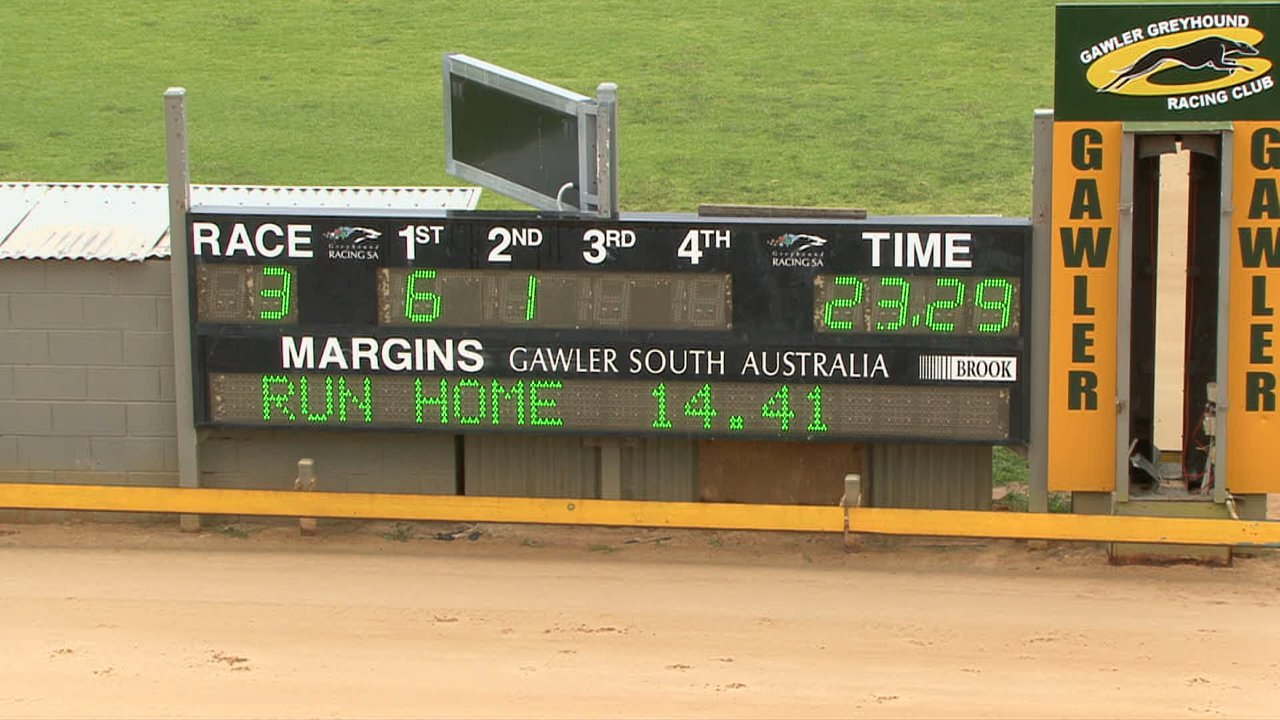 GAWLER GREYHOUND
RACING CLUB
RACE
Greyhound
RACING SA
1ST 2ND 3RD 4TH
Greyhound
RACING SA
TIME
3 6 1 23.29
MARGINS GAWLER SOUTH AUSTRALIA BROOK
RUN HOME 14.41
GAWLER
GAWLER